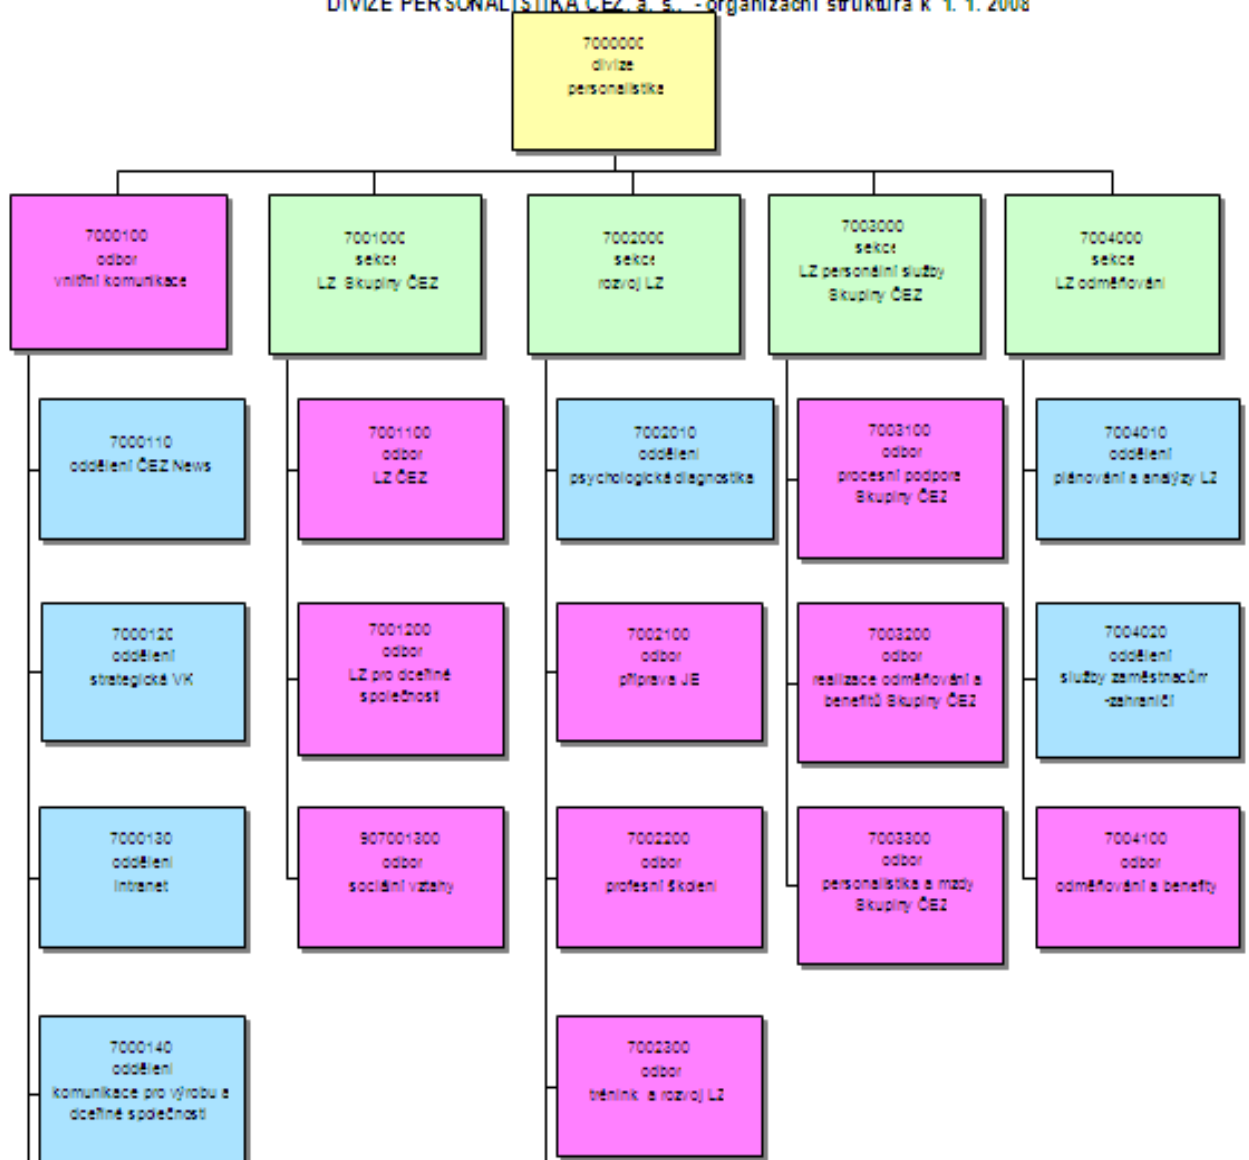 DIVIZE PERSONALISTIKA ČEZ, a. s., - organizační struktura k 1. 1. 2008
7000000
divize
personalistika
7000100
odbor
vnitřní komunikace
7001000
sekce
LZ Skupiny ČEZ
7002000
sekce
rozvoj LZ
7003000
sekce
LZ personální služby
Skupiny ČEZ
7004000
sekce
LZ odměňování
7000110
oddělení ČEZ News
7001100
odbor
LZ ČEZ
7002010
oddělení
psychologická diagnostika
7003100
odbor
procesní podpora
Skupiny ČEZ
7004010
oddělení
plánování a analýzy LZ
7000120
oddělení
strategická VK
7001200
odbor
LZ pro dceřiné
společnosti
7002100
odbor
příprava JE
7003200
odbor
realizace odměňování a
benefitů Skupiny ČEZ
7004020
oddělení
služby zaměstnacům
-zahraničí
7000130
oddělení
intranet
907001300
odbor
sociální vztahy
7002200
odbor
profesní školení
7003300
odbor
personalistika a mzdy
Skupiny ČEZ
7004100
odbor
odměňování a benefity
7000140
oddělení
komunikace pro výrobu a
dceřiné společnosti
7002300
odbor
trénink a rozvoj LZ